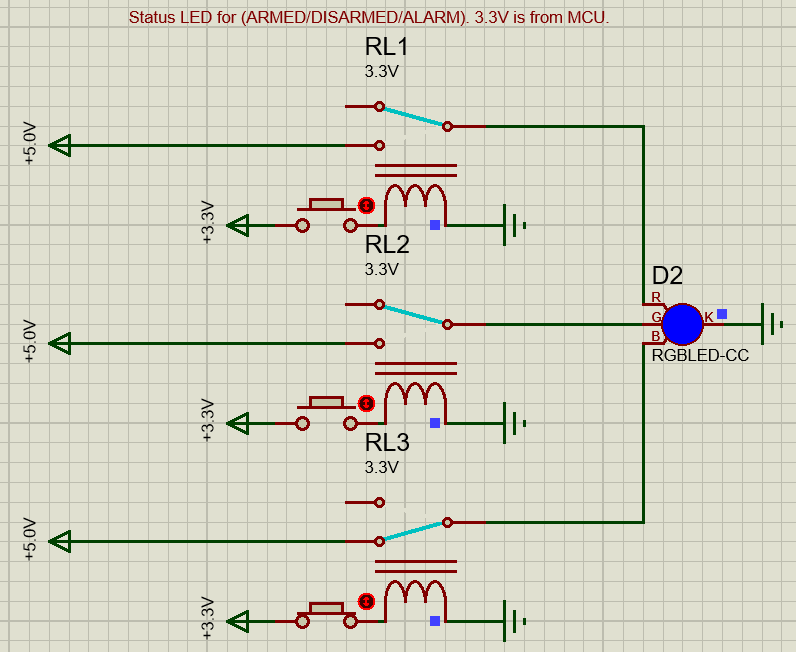 Status LED for (ARMED/DISARMED/ALARM). 3.3V is from MCU.
RL1
3.3V
+5.0V
+3.3V
RL2
3.3V
+5.0V
+3.3V
D2
R
G
K
B
RGBLED-CC
RL3
3.3V
+5.0V
+3.3V